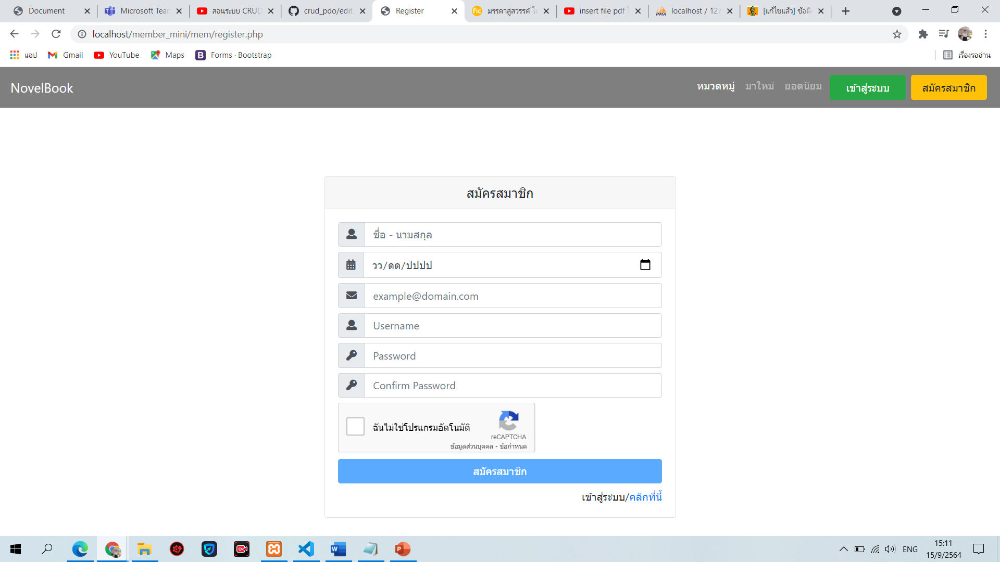 Document
Microsoft Tean
สอนระบบ CRUD
crud_pdo/edit.
Register
มรรคาสู่สวรรค์ โด
insert file pdf
localhost / 127
[แก้ไขแล้ว] ข้อผิ
localhost/member_mini/mem/register.php
แอป
Gmail
YouTube
Maps
Forms · Bootstrap
เรื่องรออ่าน
NovelBook
หมวดหมู่
มาใหม่
ยอดนิยม
เข้าสู่ระบบ
สมัครสมาชิก
สมัครสมาชิก
ชื่อ - นามสกุล
วว/ดด/ปปปป
example@domain.com
Username
Password
Confirm Password
ฉันไม่ใช่โปรแกรมอัตโนมัติ
reCAPTCHA
ข้อมูลส่วนบุคคล - ข้อกำหนด
สมัครสมาชิก
เข้าสู่ระบบ/คลิกที่นี้
ENG
15:11
15/9/2564